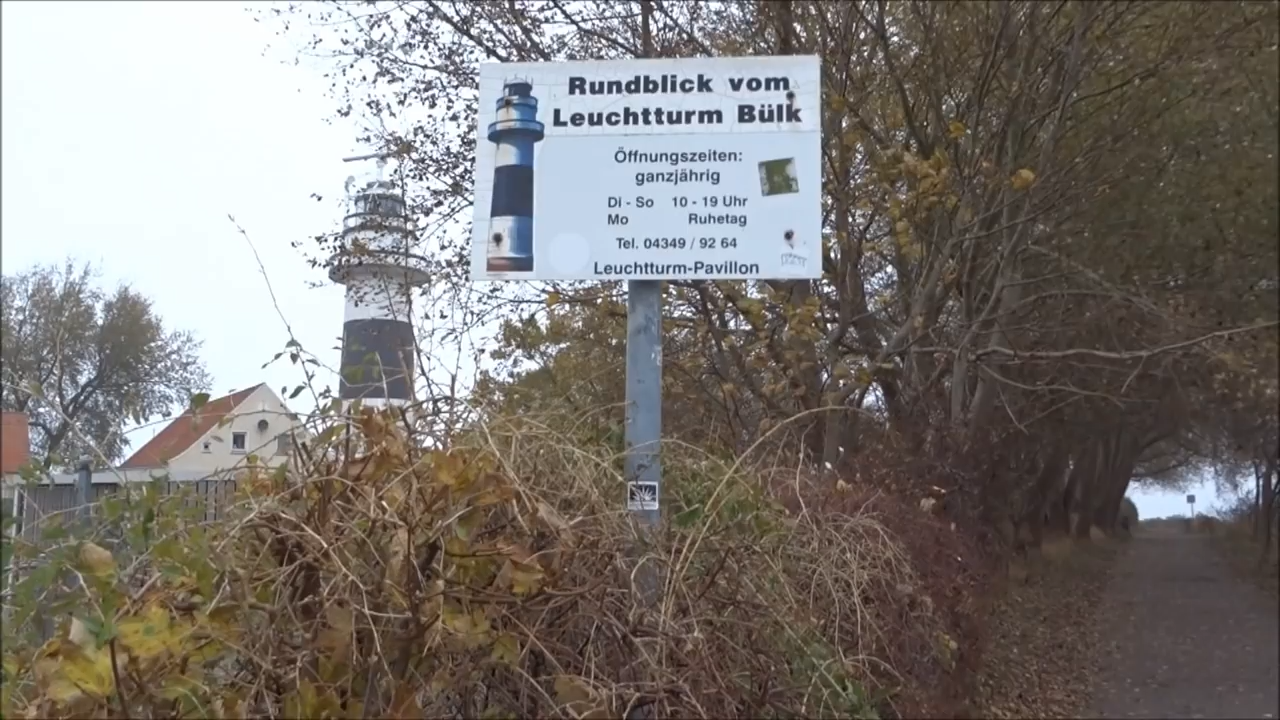 Rundblick vom
Leuchtturm Bülk
Öffnungszeiten:
ganzjährig
Di - So 10 - 19 Uhr
Mo Ruhetag
Tel. 04349 / 92 64
Leuchtturm-Pavillon